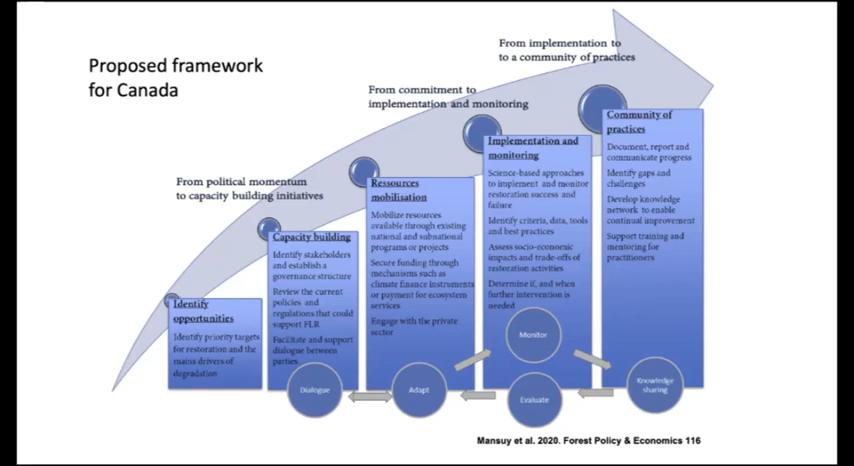 Proposed framework
for Canada
From implementation to
to a community of practices
From commitment to
implementation and monitoring
From political momentum
to capacity building initiatives
Identify
opportunities
Identify priority targets
for restoration and the
mains drivers of
degradation
Capacity building
Identify stakeholders
and establish a
governance structure
Review the current
policies and
regulations that could
support FLR
Facilitate and support
dialogue between
parties
Ressources
mobilisation
Mobilize resources
available through existing
national and subnational
programs or projects
Secure funding through
mechanisms such as
climate finance instruments
or payment for ecosystem
services
Engage with the private
sector
Implementation and
monitoring
Science-based approaches
to implement and monitor
restoration success and
failure
Identify criteria, data, tools
and best practices
Assess socio-economic
impacts and trade-offs of
restoration activities
Determine if, and when
further intervention is
needed
Community of
practices
Document, report and
communicate progress
Identify gaps and
challenges
Develop knowledge
network to enable
continual improvement
Support training and
mentoring for
practitioners
Dialogue
Adapt
Monitor
Evaluate
Knowledge
sharing
Mansuy et al. 2020. Forest Policy & Economics 116